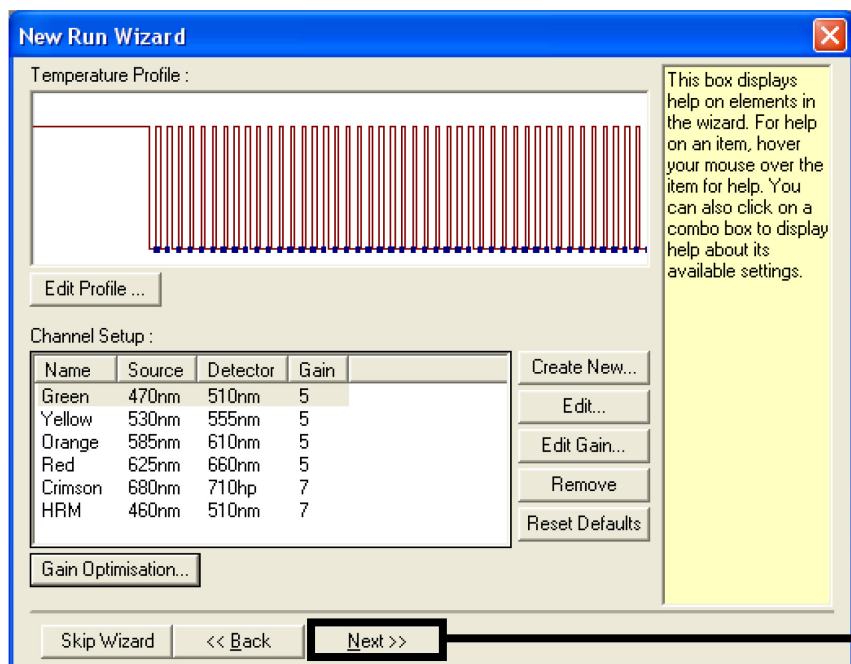 New Run Wizard
Temperature Profile :
This box displays
help on elements in
the wizard. For help
on an item, hover
your mouse over the
item for help. You
can also click on a
combo box to display
help about its
available settings.
Edit Profile ...
Channel Setup :
Name Source Detector Gain
Green 470nm 510nm 5
Yellow 530nm 555nm 5
Orange 585nm 610nm 5
Red 625nm 660nm 5
Crimson 680nm 710hp 7
HRM 460nm 510nm 7
Create New...
Edit...
Edit Gain...
Remove
Reset Defaults
Gain Optimisation...
Skip Wizard << Back Next >>